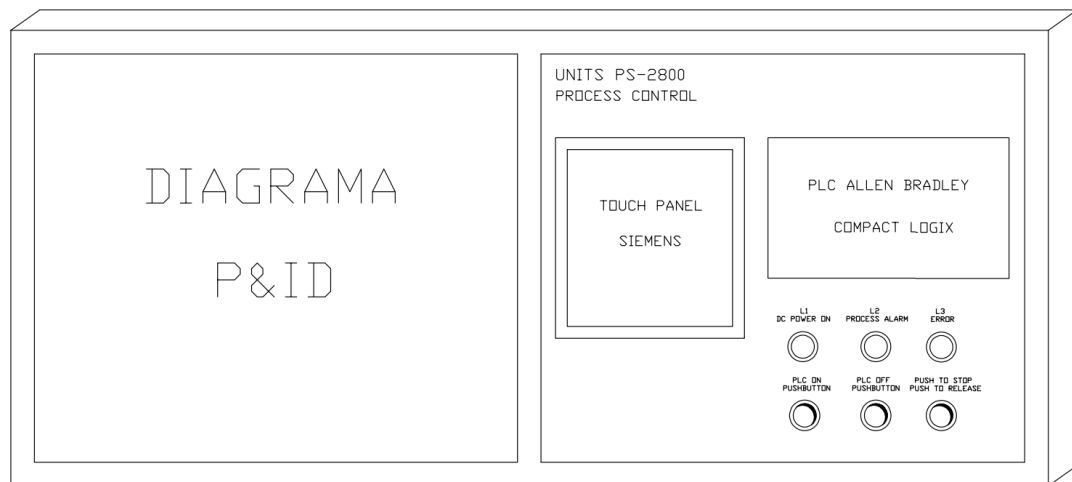 DIAGRAMA
P&ID
UNITS PS-2800
PROCESS CONTROL
TOUCH PANEL
SIEMENS
PLC ALLEN BRADLEY
COMPACT LOGIX
L1
DC POWER ON
L2
PROCESS ALARM
L3
ERROR
PLC ON
PUSHBUTTON
PLC OFF
PUSHBUTTON
PUSH TO STOP
PUSH TO RELEASE